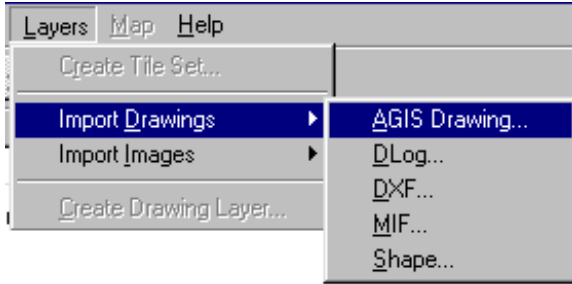 Layers Map Help
Create Tile Set...
Import Drawings
Import Images
Create Drawing Layer...
AGIS Drawing...
DLog...
DXF...
MIF...
Shape...